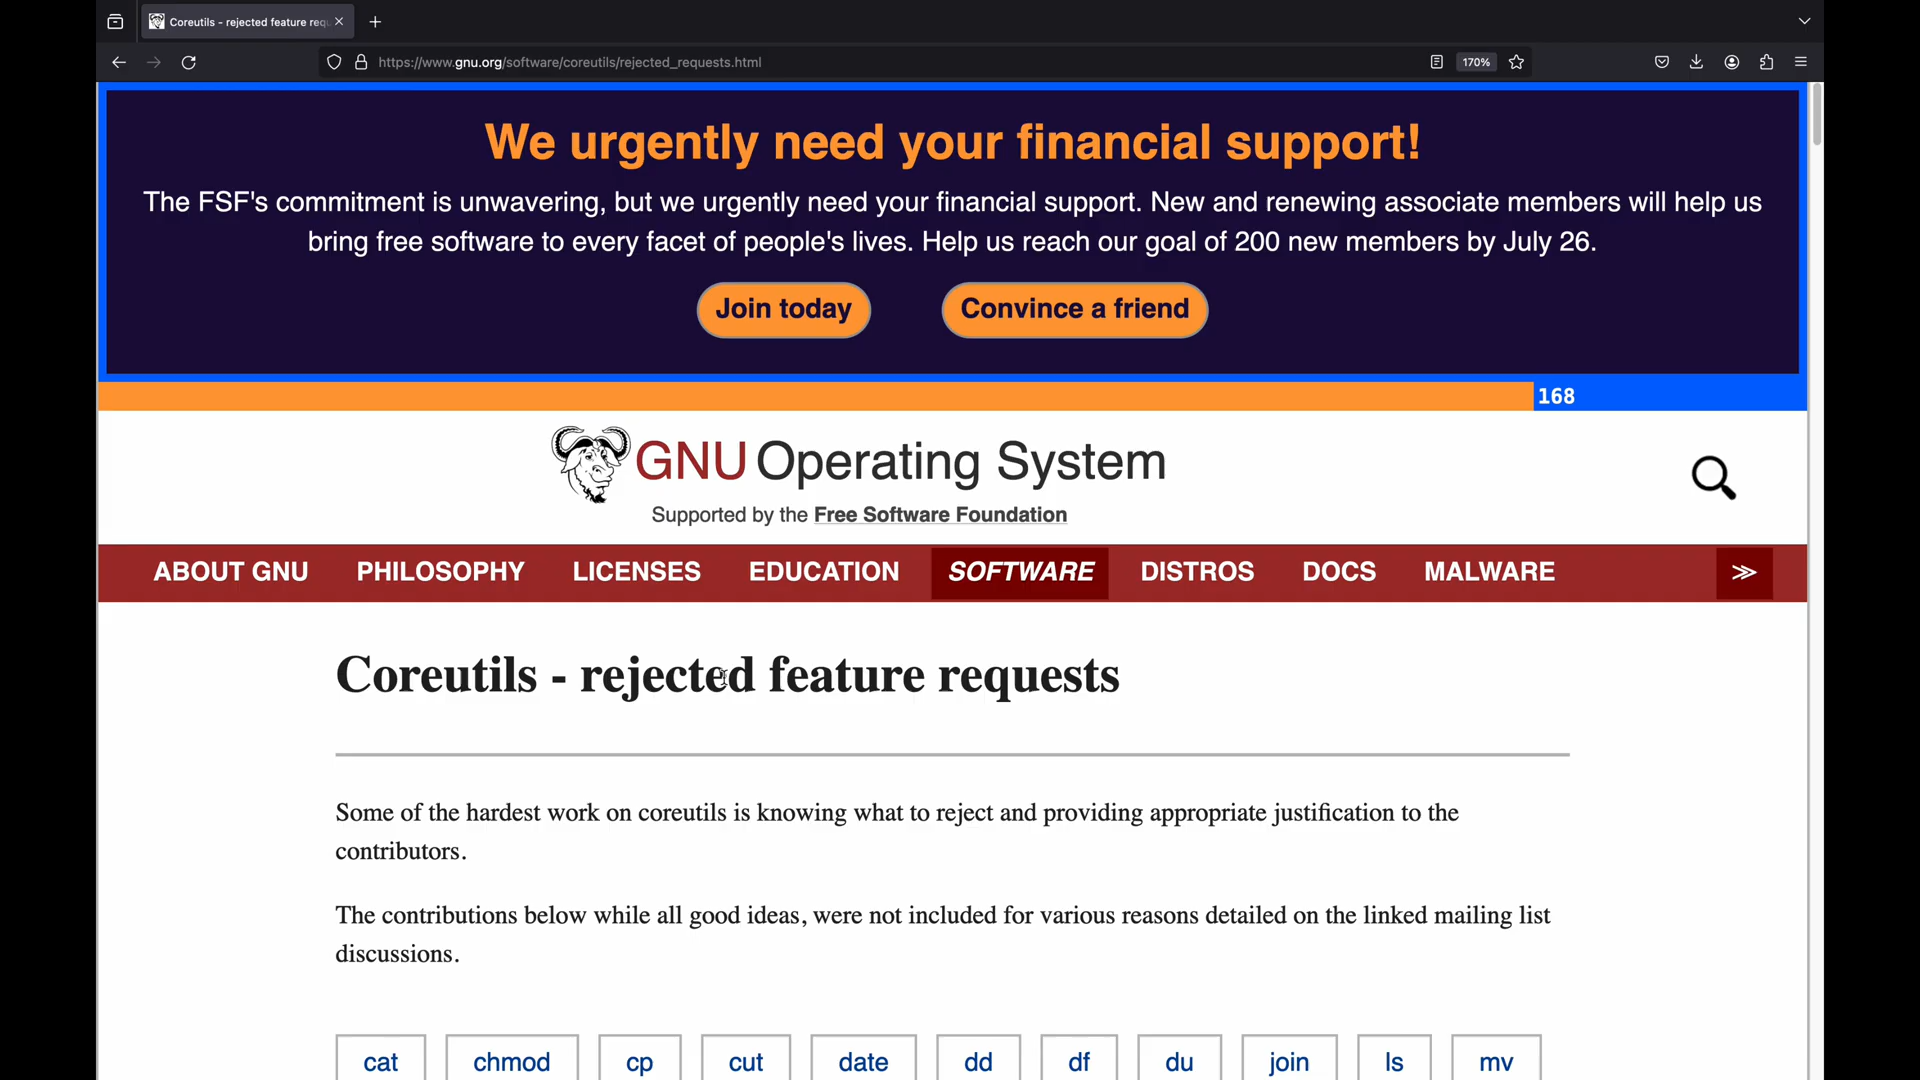 Coreutils - rejected feature requ
https://www.gnu.org/software/coreutils/rejected_requests.html
170%
We urgently need your financial support!
The FSF's commitment is unwavering, but we urgently need your financial support. New and renewing associate members will help us
bring free software to every facet of people's lives. Help us reach our goal of 200 new members by July 26.
Join today
Convince a friend
168
GNU Operating System
Supported by the Free Software Foundation
ABOUT GNU
PHILOSOPHY
LICENSES
EDUCATION
SOFTWARE
DISTROS
DOCS
MALWARE
≫
Coreutils - rejected feature requests
Some of the hardest work on coreutils is knowing what to reject and providing appropriate justification to the
contributors.
The contributions below while all good ideas, were not included for various reasons detailed on the linked mailing list
discussions.
cat
chmod
cp
cut
date
dd
df
du
join
ls
mv